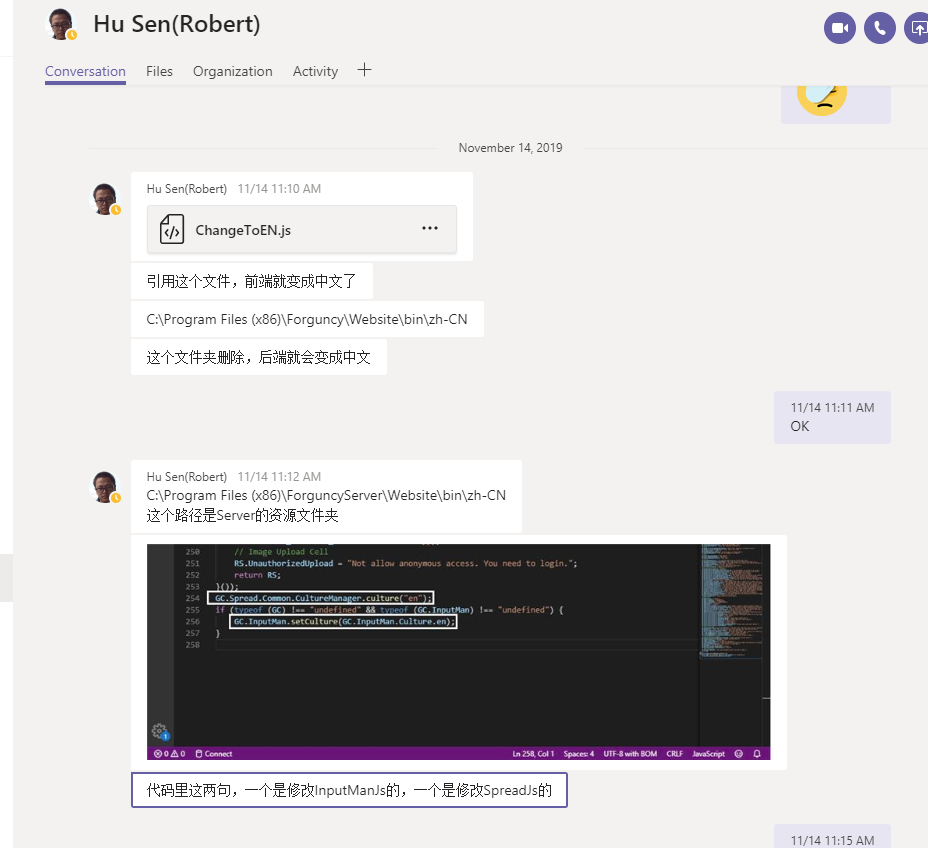 Hu Sen(Robert)
Conversation
Files
Organization
Activity
November 14, 2019
Hu Sen(Robert) 11/14 11:10 AM
ChangeToEN.js
引用这个文件，前端就变成中文了
C:\Program Files (x86)\Forguncy\Website\bin\zh-CN
这个文件夹删除，后端就会变成中文
11/14 11:11 AM
OK
Hu Sen(Robert) 11/14 11:12 AM
C:\Program Files (x86)\ForguncyServer\Website\bin\zh-CN
这个路径是Server的资源文件夹
250 // Image Upload Cell
251 RS.UnauthorizedUpload = "Not allow anonymous access. You need to login.";
252 return RS;
253 }());
254 GC.Spread.Common.CultureManager.culture("en");
255 if (typeof (GC) !== "undefined" && typeof (GC.InputMan) !== "undefined") {
256 GC.InputMan.setCulture(GC.InputMan.Culture.en);
257 }
258
1
0 0 Connect
Ln 258, Col 1 Spaces: 4 UTF-8 with BOM CRLF JavaScript
代码里这两句，一个是修改InputManJs的，一个是修改SpreadJs的
11/14 11:15 AM